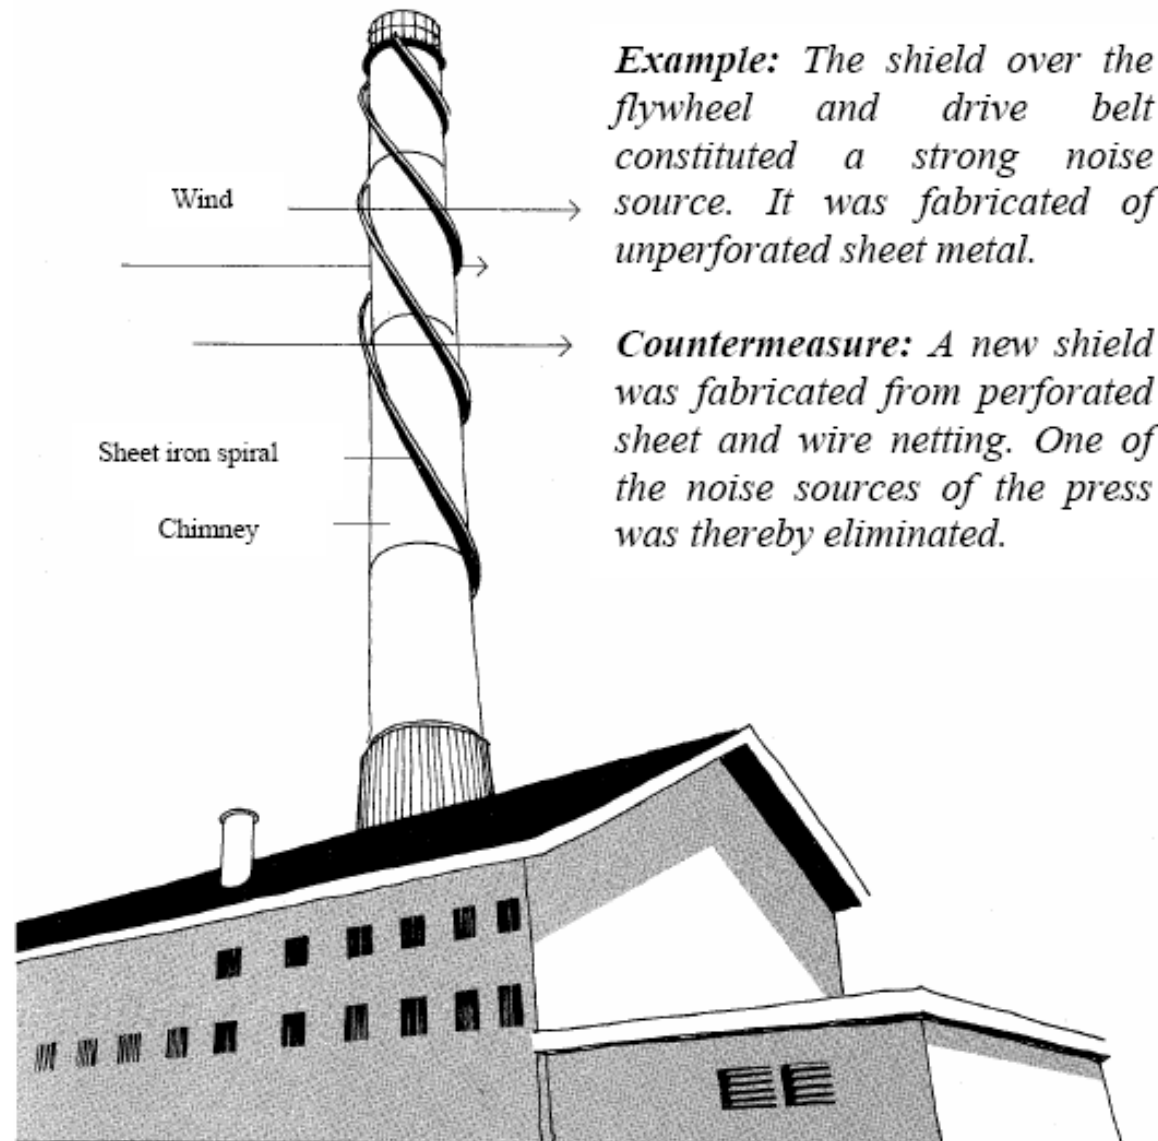 Example: The shield over the
flywheel and drive belt
constituted a strong noise
source. It was fabricated of
unperforated sheet metal.
Countermeasure: A new shield
was fabricated from perforated
sheet and wire netting. One of
the noise sources of the press
was thereby eliminated.
Wind
Sheet iron spiral
Chimney